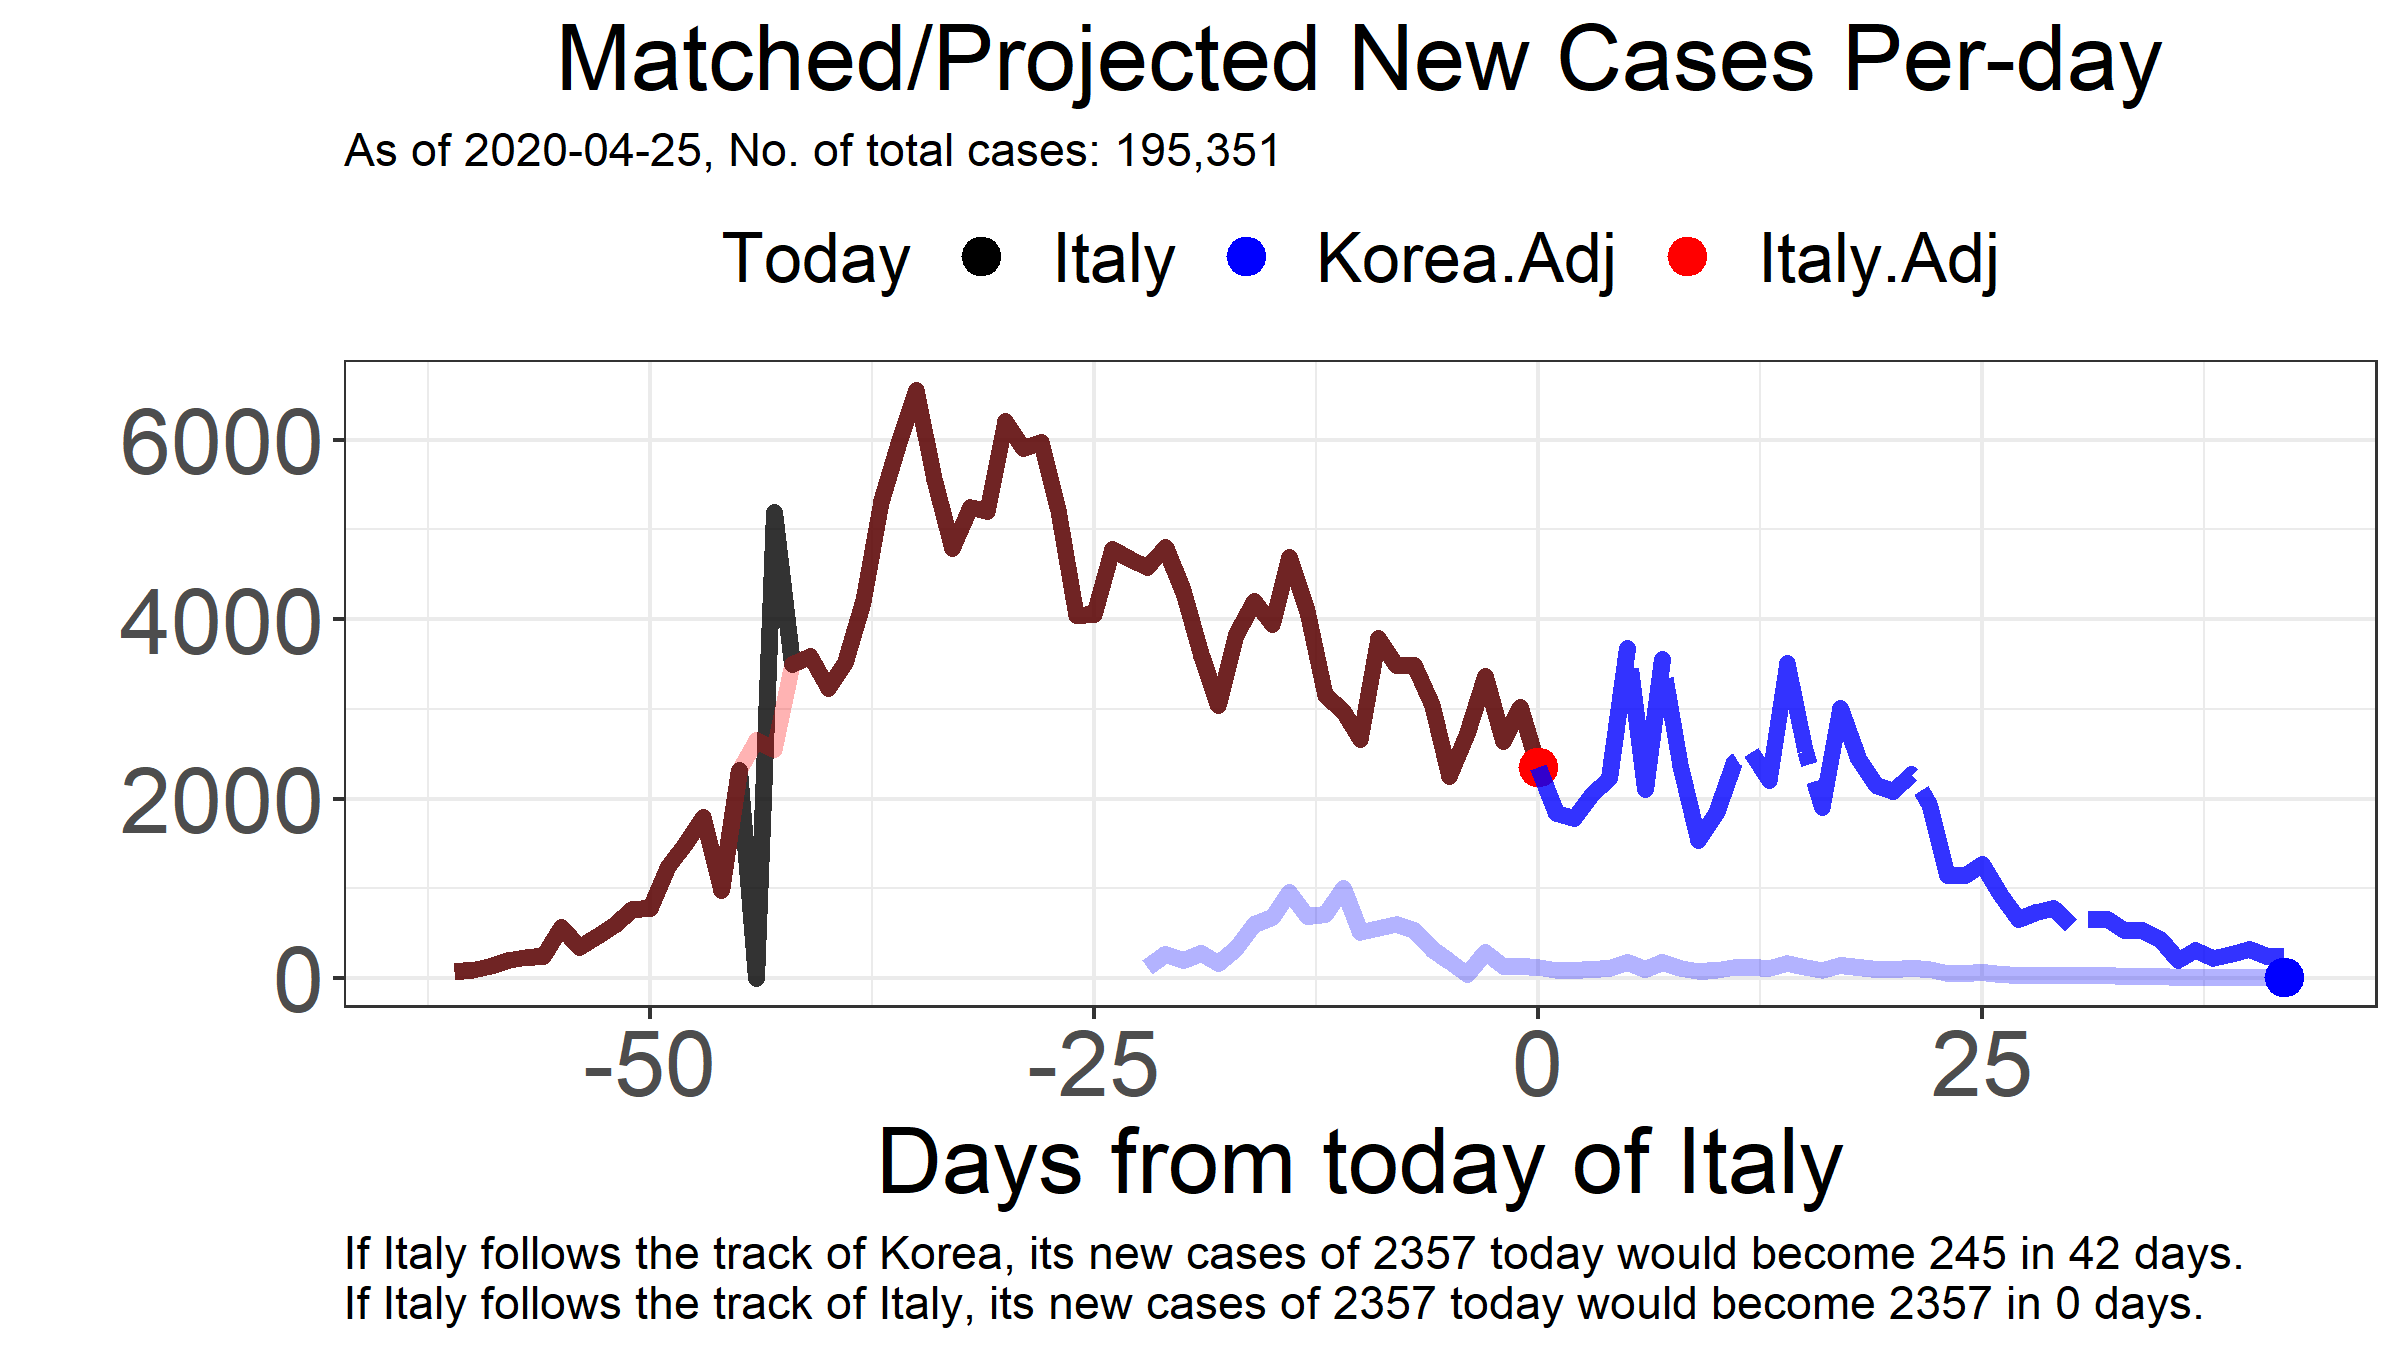 Matched/Projected New Cases Per-day
As of 2020-04-25, No. of total cases: 195,351
Today Italy Korea.Adj Italy.Adj
6000
4000
2000
0
-50 -25 0 25
Days from today of Italy
If Italy follows the track of Korea, its new cases of 2357 today would become 245 in 42 days.
If Italy follows the track of Italy, its new cases of 2357 today would become 2357 in 0 days.